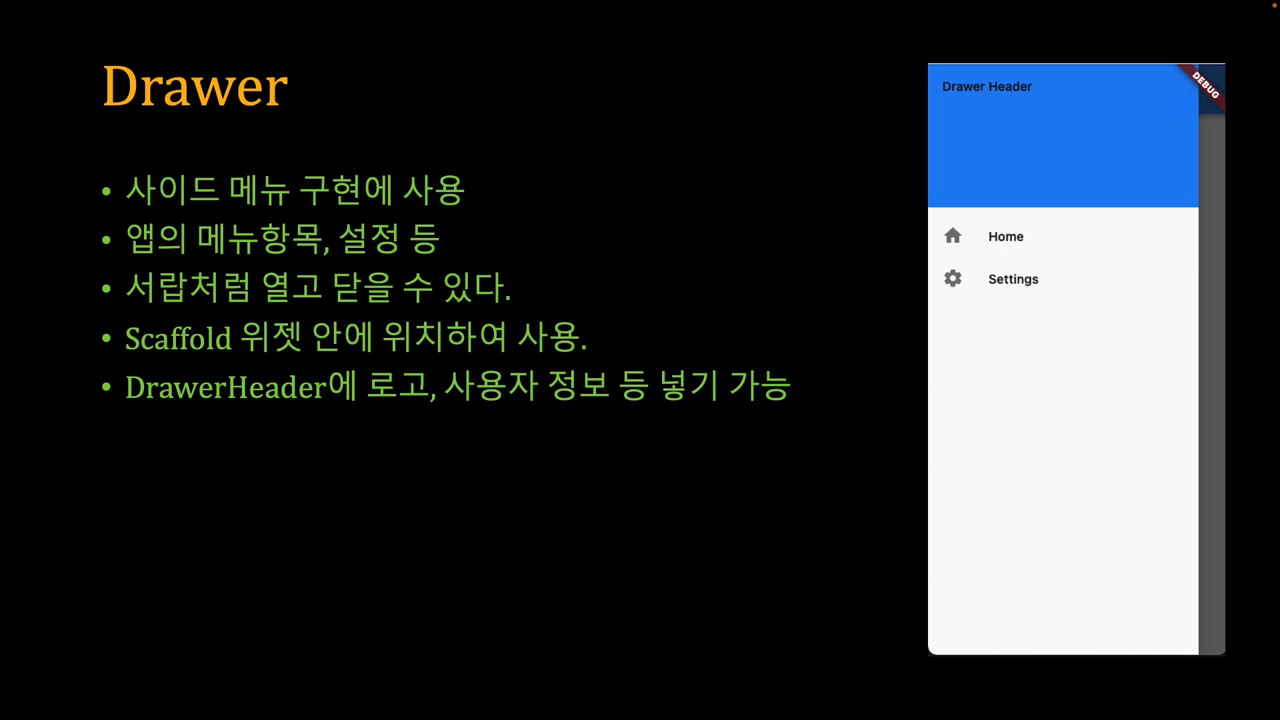 Drawer
• 사이드 메뉴 구현에 사용
• 앱의 메뉴항목, 설정 등
• 서랍처럼 열고 닫을 수 있다.
• Scaffold 위젯 안에 위치하여 사용.
• DrawerHeader에 로고, 사용자 정보 등 넣기 가능
Drawer Header
DEBUG
Home
Settings